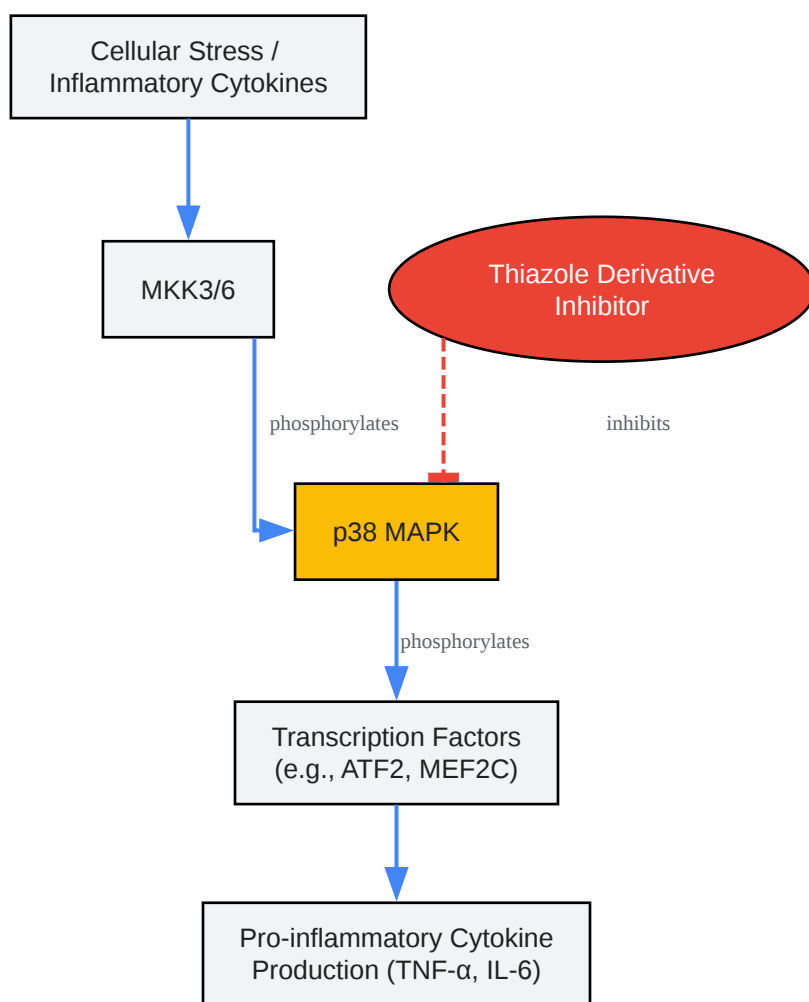 Cellular Stress /
Inflammatory Cytokines
MKK3/6
Thiazole Derivative
Inhibitor
phosphorylates
inhibits
p38 MAPK
phosphorylates
Transcription Factors
(e.g., ATF2, MEF2C)
Pro-inflammatory Cytokine
Production (TNF-α, IL-6)